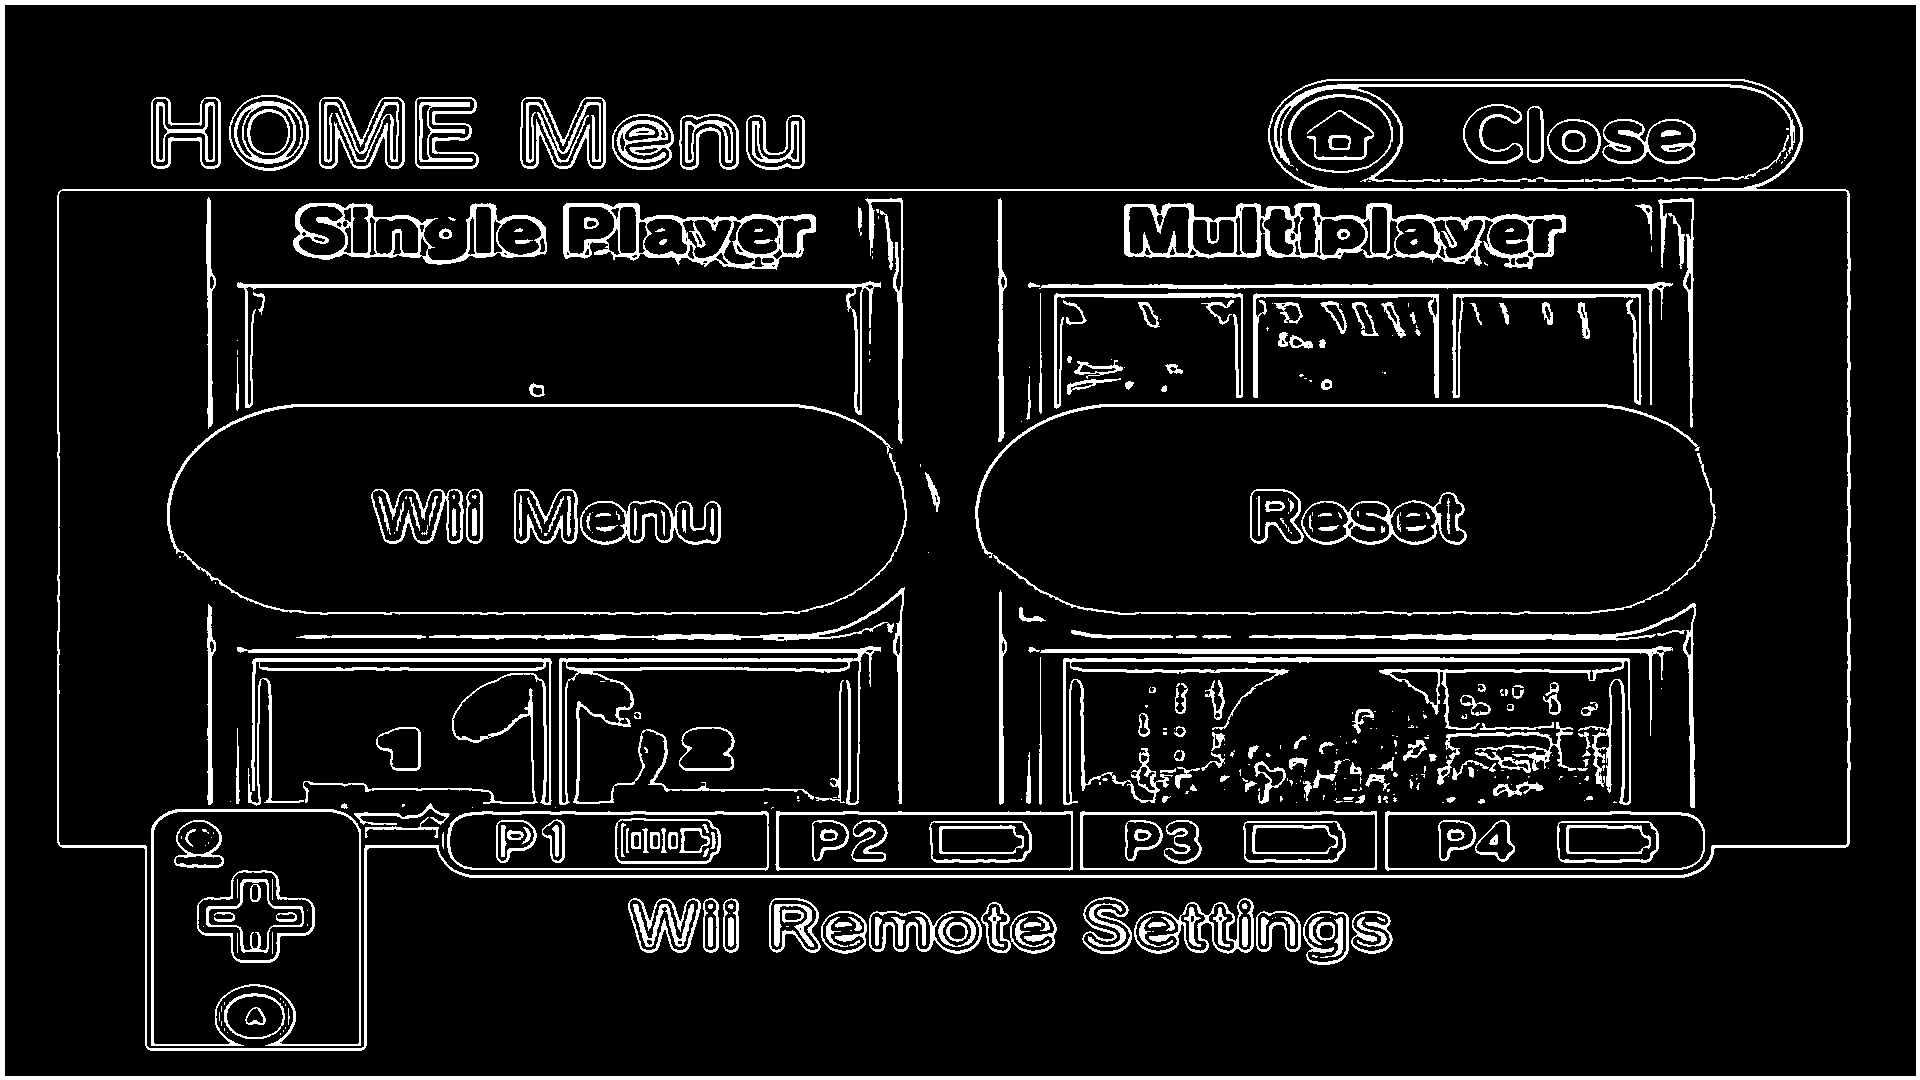 HOME Menu
Close
Single Player
Multiplayer
Wii Menu
Reset
1
2
P1
P2
P3
P4
Wii Remote Settings